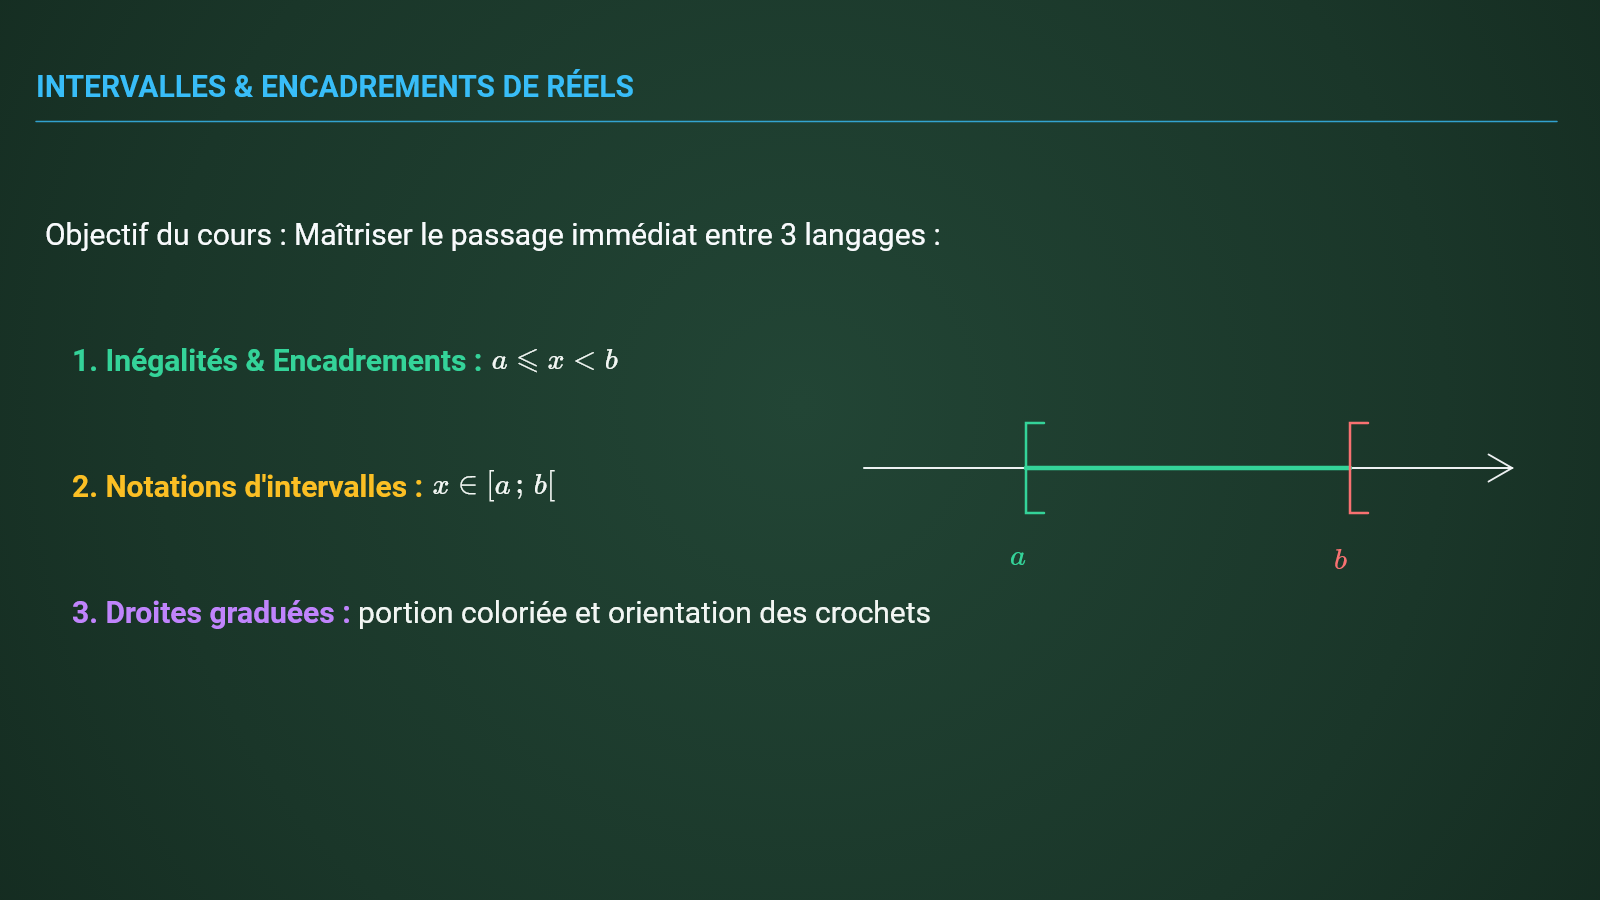 INTERVALLES & ENCADREMENTS DE RÉELS
Objectif du cours : Maîtriser le passage immédiat entre 3 langages :
1. Inégalités & Encadrements : a ⩽ x < b
2. Notations d'intervalles : x ∈ [a ; b[
a
b
3. Droites graduées : portion coloriée et orientation des crochets